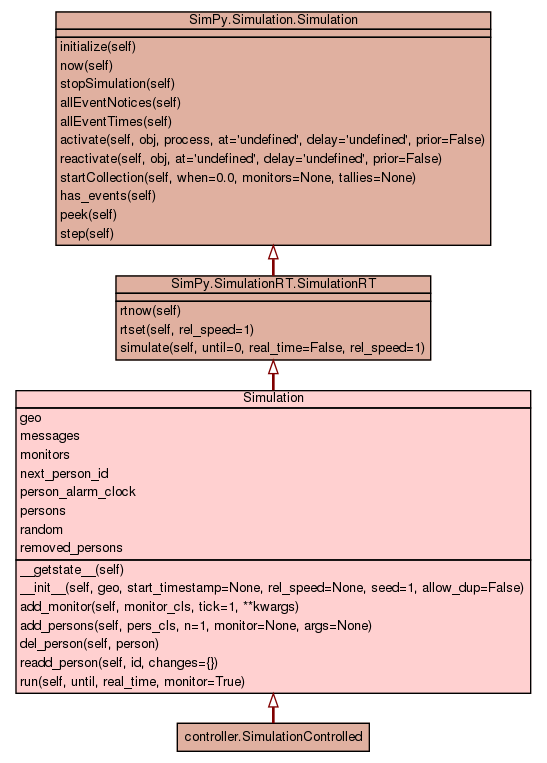 SimPy.Simulation.Simulation
initialize(self)
now(self)
stopSimulation(self)
allEventNotices(self)
allEventTimes(self)
activate(self, obj, process, at='undefined', delay='undefined', prior=False)
reactivate(self, obj, at='undefined', delay='undefined', prior=False)
startCollection(self, when=0.0, monitors=None, tallies=None)
has_events(self)
peek(self)
step(self)
SimPy.SimulationRT.SimulationRT
rtnow(self)
rtset(self, rel_speed=1)
simulate(self, until=0, real_time=False, rel_speed=1)
Simulation
geo
messages
monitors
next_person_id
person_alarm_clock
persons
random
removed_persons
__getstate__(self)
__init__(self, geo, start_timestamp=None, rel_speed=None, seed=1, allow_dup=False)
add_monitor(self, monitor_cls, tick=1, **kwargs)
add_persons(self, pers_cls, n=1, monitor=None, args=None)
del_person(self, person)
readd_person(self, id, changes={})
run(self, until, real_time, monitor=True)
controller.SimulationControlled